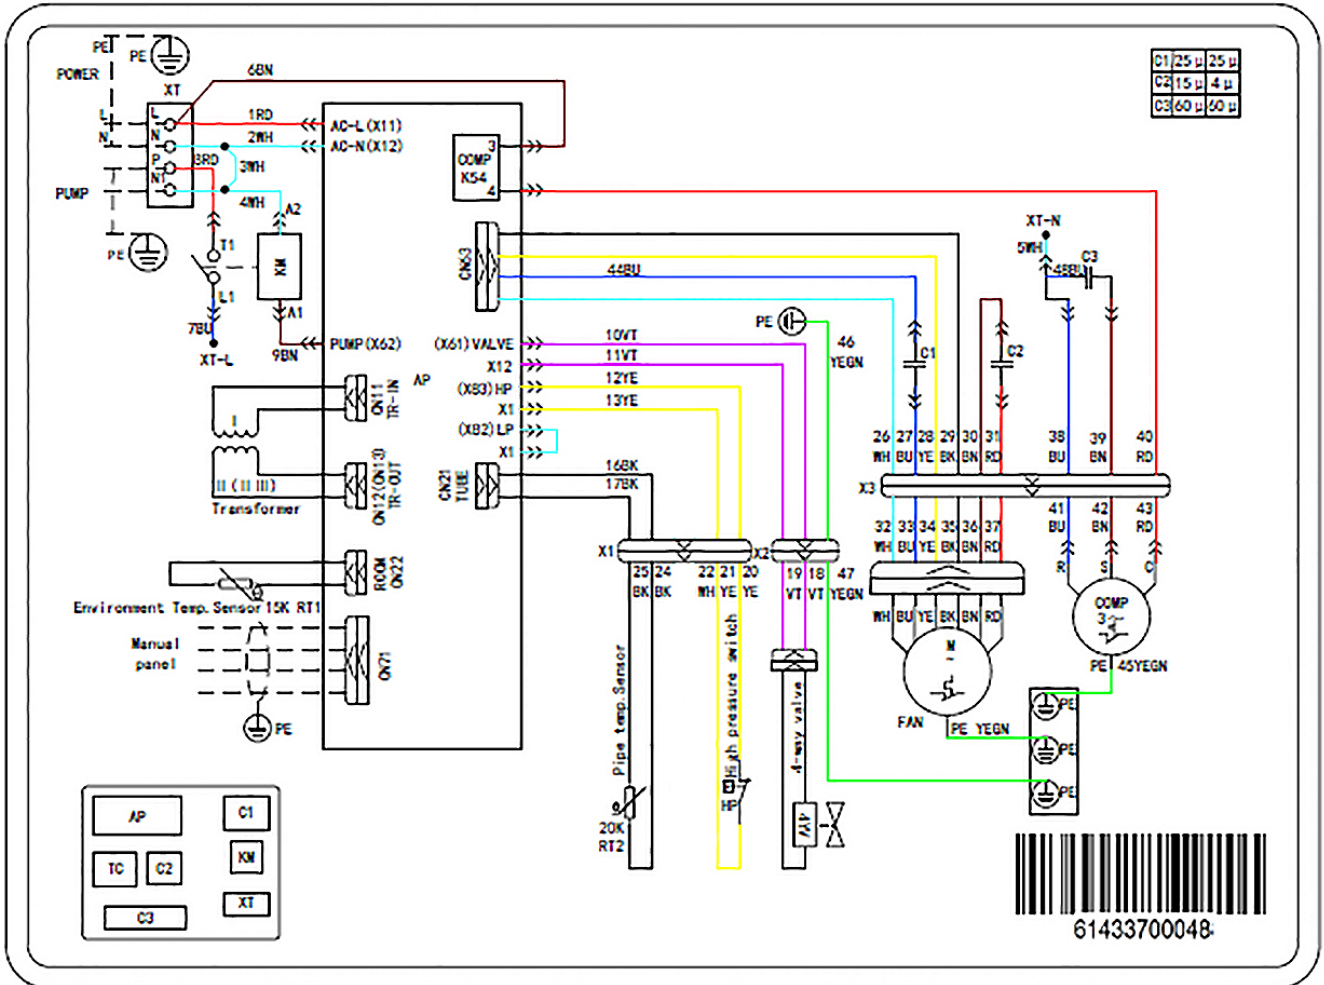 PE
PE
POWER
XT
6BN
C1 25μ 25μ
C2 15μ 4μ
C3 60μ 60μ
L
L
1RD
AC-L(X11)
N
N
2WH
AC-N(X12)
3
COMP
K54
4
P
3RD
3WH
N1
PUMP
4WH
A2
PE
T1
KM
L1
A1
7BU
XT-L
9BN
PUMP(X62)
AP
CN63
44BU
XT-N
5WH
48BU
C3
PE
46
YEGN
C1
C2
(X61)VALVE
10VT
X12
11VT
(X83)HP
12YE
X1
13YE
(X82)LP
X1
CN11
TR-IN
I
II(II III)
Transformer
CN12(CN13)
TR-OUT
CN21
TUBE
16BK
17BK
26 27 28 29 30 31
WH BU YE BK BN RD
38 39 40
BU BN RD
X3
32 33 34 35 36 37
WH BU YE BK BN RD
41 42 43
BU BN RD
X1
X2
25 24
BK BK
22 21 20
WH YE YE
19 18 47
VT VT YEGN
ROOM
CN22
Environment Temp.Sensor 15K RT1
Manual
panel
CN71
PE
WH BU YE BK BN RD
M
~
FAN
PE YEGN
R S C
COMP
3~
PE 45YEGN
PE
PE
PE
Pipe temp.Sensor
20K
RT2
High pressure switch
HP
4-way valve
4YV
AP
C1
TC
C2
KM
C3
XT
61433700048